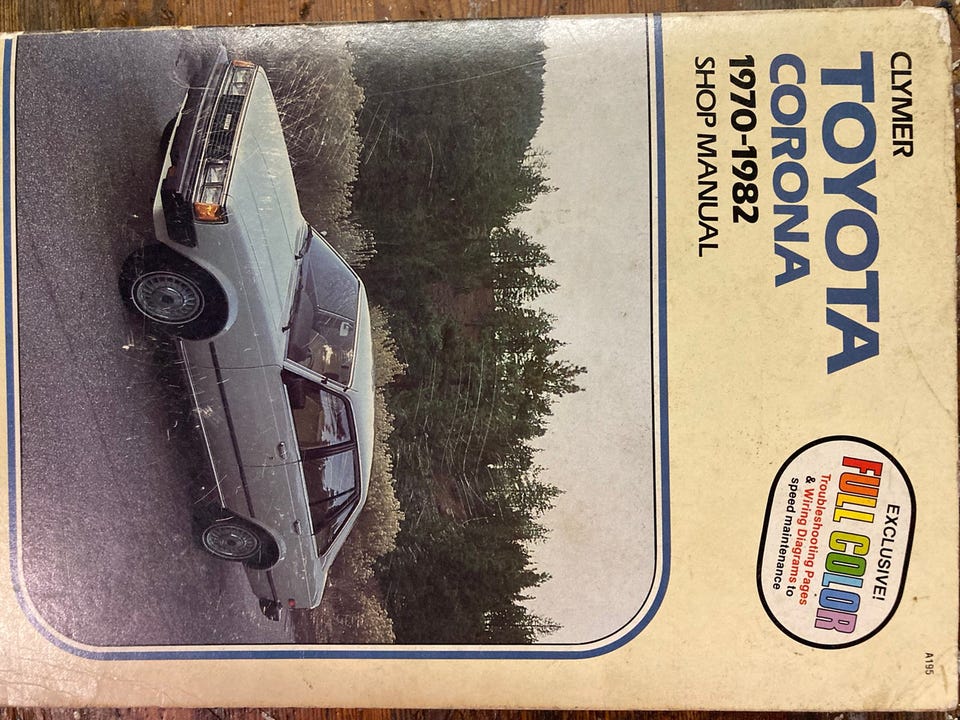 CLYMER
TOYOTA
CORONA
1970-1982
SHOP MANUAL
EXCLUSIVE!
FULL COLOR
Troubleshooting Pages
& Wiring Diagrams to
speed maintenance
A195